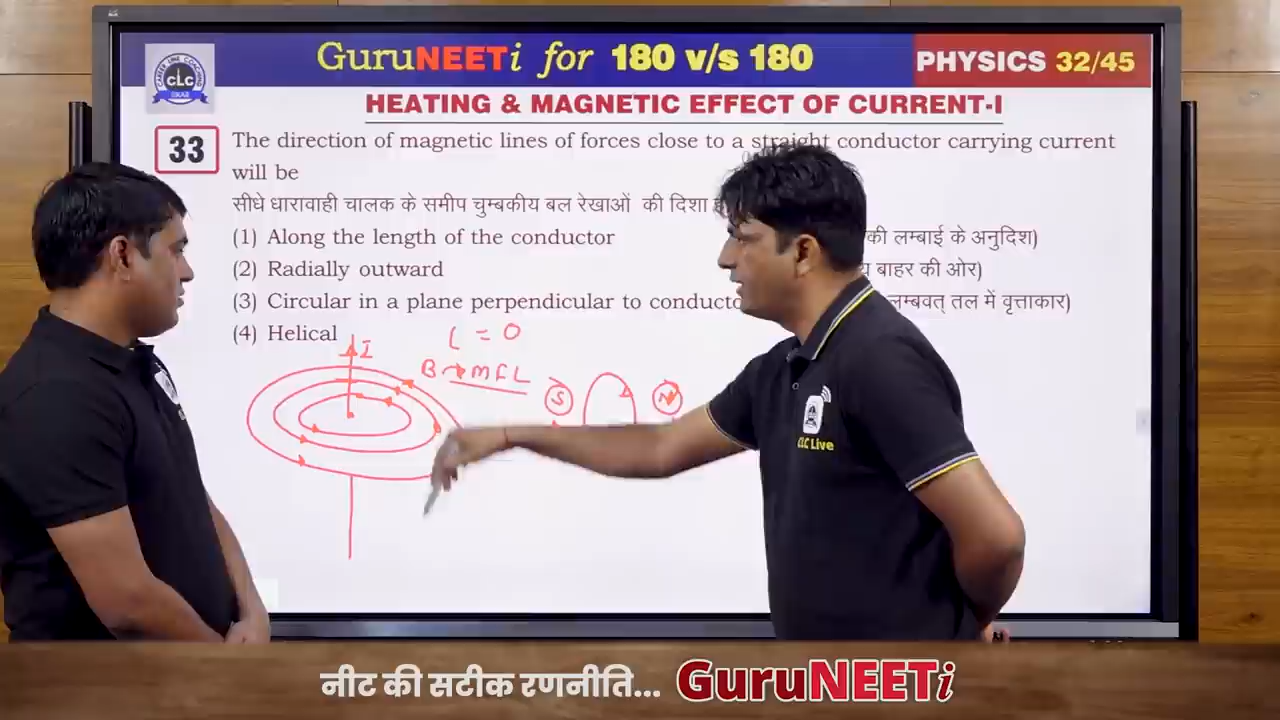 GuruNEETi for 180 v/s 180
PHYSICS 32/45
CLC
HEATING & MAGNETIC EFFECT OF CURRENT-I
33 The direction of magnetic lines of forces close to a straight conductor carrying current
will be
सीधे धारावाही चालक के समीप चुम्बकीय बल रेखाओं की दिशा
(1) Along the length of the conductor की लम्बाई के अनुदिश)
(2) Radially outward बाहर की ओर)
(3) Circular in a plane perpendicular to लम्बवत् तल में वृत्ताकार)
(4) Helical
I
= 0
B → MFL
S
N
CLC Live
नीट की सटीक रणनीति... GuruNEETi